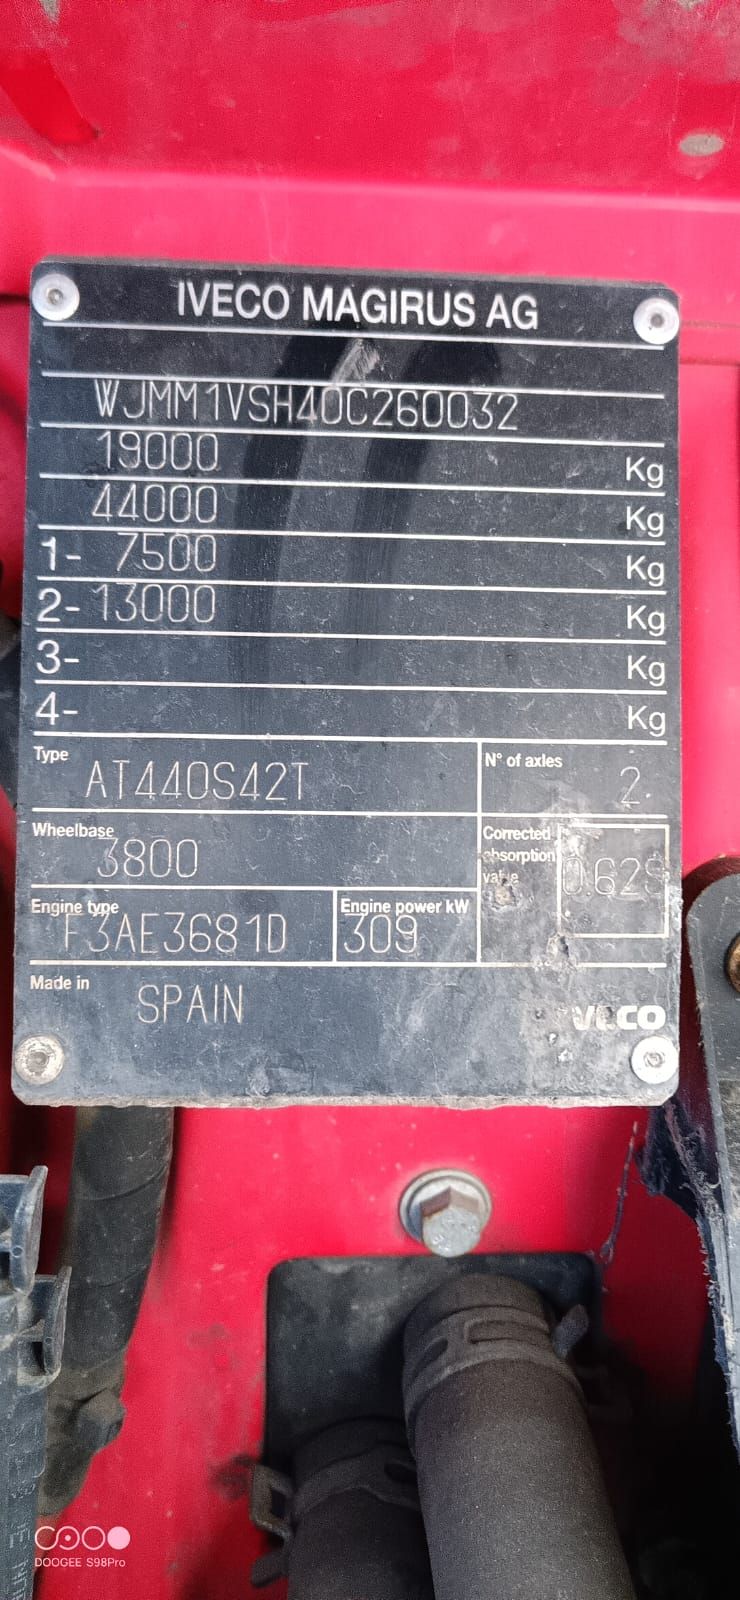 IVECO MAGIRUS AG
WJMM1VSH40C260032
19000 Kg
44000 Kg
1- 7500 Kg
2- 13000 Kg
3- Kg
4- Kg
Type AT440S42T N° of axles 2
Wheelbase 3800 Corrected absorption value
Engine type F3AE3681D Engine power kW 309
Made in SPAIN IVECO
DOOGEE S98Pro